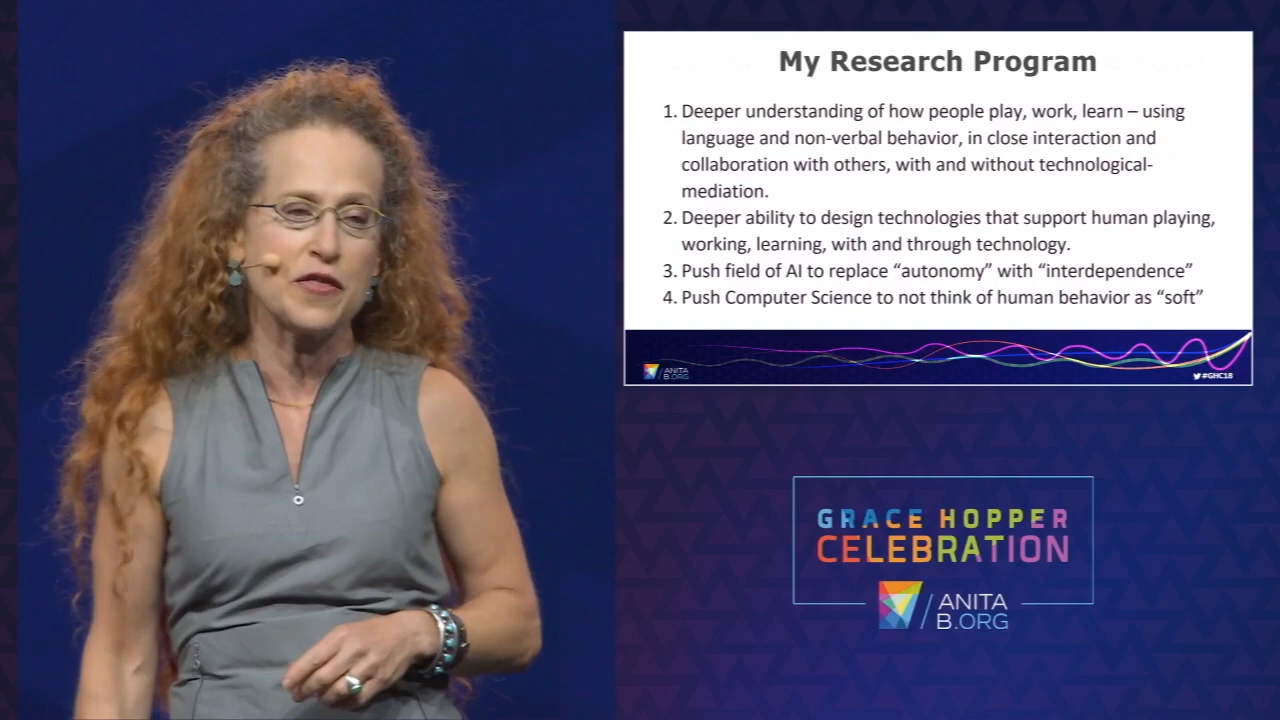 My Research Program
1. Deeper understanding of how people play, work, learn – using
language and non-verbal behavior, in close interaction and
collaboration with others, with and without technological-
mediation.
2. Deeper ability to design technologies that support human playing,
working, learning, with and through technology.
3. Push field of AI to replace “autonomy” with “interdependence”
4. Push Computer Science to not think of human behavior as “soft”
ANITA
B.ORG
#GHC18
GRACE HOPPER
CELEBRATION
ANITA
B.ORG